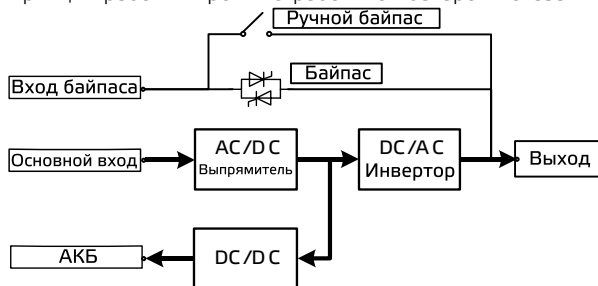 Ручной байпас
Байпас
Вход байпаса
AC/DC
Выпрямитель
DC/AC
Инвертор
Основной вход
Выход
АКБ
DC/DC